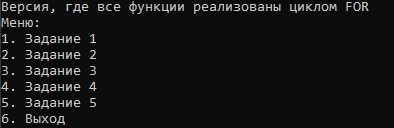 Версия, где все функции реализованы циклом FOR
Меню:
1. Задание 1
2. Задание 2
3. Задание 3
4. Задание 4
5. Задание 5
6. Выход